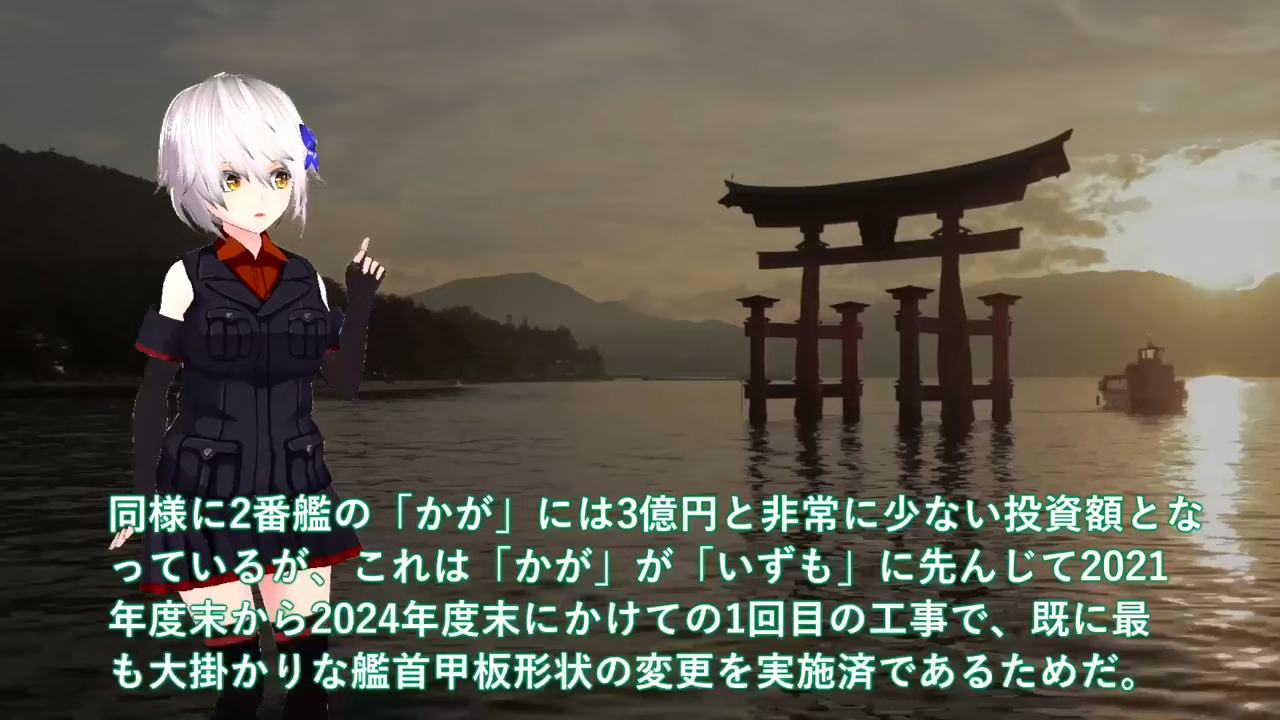 同様に2番艦の「かが」には3億円と非常に少ない投資額とな
っているが、これは「かが」が「いずも」に先んじて2021
年度末から2024年度末にかけての1回目の工事で、既に最
も大掛かりな艦首甲板形状の変更を実施済であるためだ。